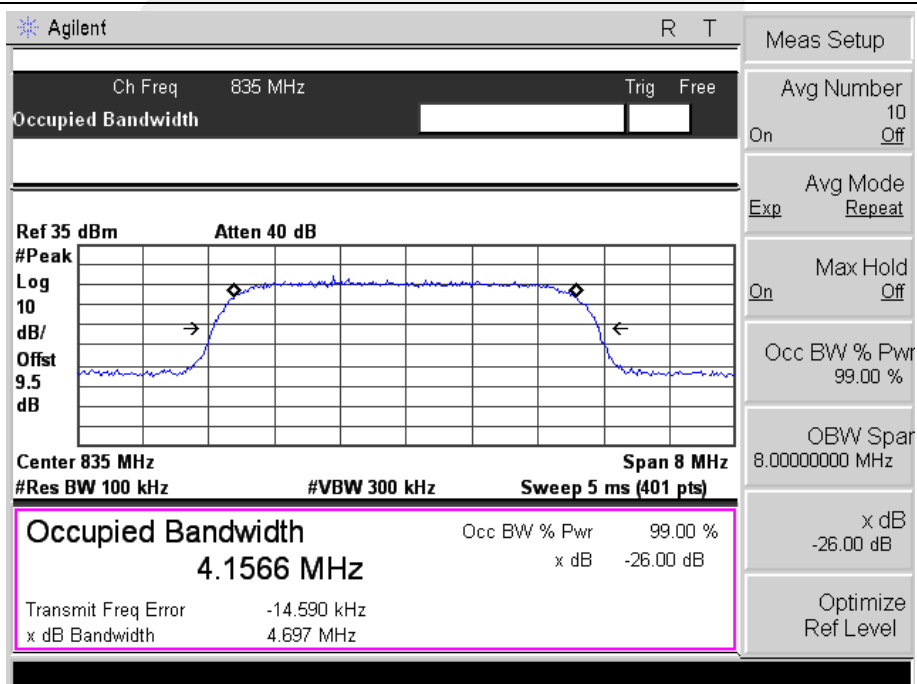 Agilent R T
Ch Freq 835 MHz Trig Free
Occupied Bandwidth
Ref 35 dBm Atten 40 dB
#Peak
Log
10
dB/
Offst
9.5
dB
Center 835 MHz Span 8 MHz
#Res BW 100 kHz #VBW 300 kHz Sweep 5 ms (401 pts)
Occupied Bandwidth Occ BW % Pwr 99.00 %
4.1566 MHz x dB -26.00 dB
Transmit Freq Error -14.590 kHz
x dB Bandwidth 4.697 MHz
Meas Setup
Avg Number
10
On Off
Avg Mode
Exp Repeat
Max Hold
On Off
Occ BW % Pwr
99.00 %
OBW Spar
8.00000000 MHz
x dB
-26.00 dB
Optimize
Ref Level